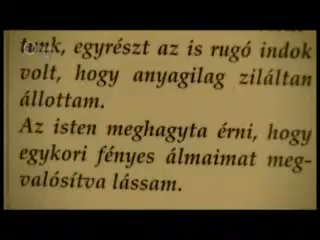 tunk, egyrészt az is rugó indok
volt, hogy anyagilag ziláltan
állottam.
Az isten meghagyta érni, hogy
egykori fényes álmaimat meg-
valósítva lássam.